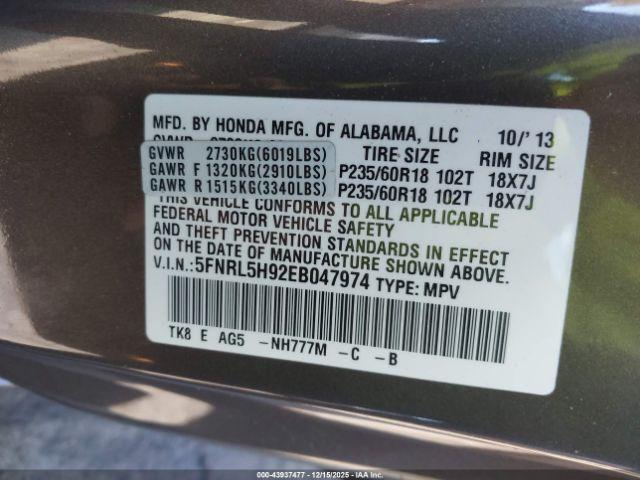 MFD. BY HONDA MFG. OF ALABAMA, LLC 10/'13
TIRE SIZE RIM SIZE
GVWR 2730KG(6019LBS)
GAWR F 1320KG(2910LBS) P235/60R18 102T 18X7J
GAWR R 1515KG(3340LBS) P235/60R18 102T 18X7J
THIS VEHICLE CONFORMS TO ALL APPLICABLE
FEDERAL MOTOR VEHICLE SAFETY
AND THEFT PREVENTION STANDARDS IN EFFECT
ON THE DATE OF MANUFACTURE SHOWN ABOVE.
V.I.N.: 5FNRL5H92EB047974 TYPE: MPV
TK8 E AG5 -NH777M -C -B
000-43937477 - 12/15/2025 - IAAI.CA